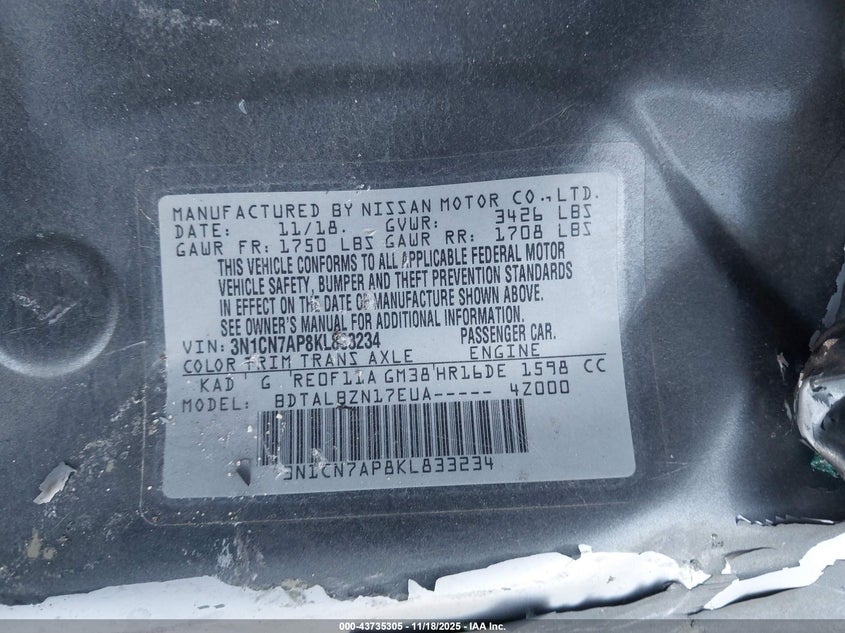 MANUFACTURED BY NISSAN MOTOR CO.,LTD.
DATE: 11/18. GVWR: 3426 LBS
GAWR FR: 1750 LBS GAWR RR: 1708 LBS
THIS VEHICLE CONFORMS TO ALL APPLICABLE FEDERAL MOTOR
VEHICLE SAFETY, BUMPER AND THEFT PREVENTION STANDARDS
IN EFFECT ON THE DATE OF MANUFACTURE SHOWN ABOVE.
SEE OWNER'S MANUAL FOR ADDITIONAL INFORMATION.
VIN: 3N1CN7AP8KL833234 PASSENGER CAR.
COLOR TRIM TRANS AXLE ENGINE
KAD G RE0F11A GM38 HR16DE 1598 CC
MODEL: BDTALBZN17EUA----- 4Z000
3N1CN7AP8KL833234
000-43735305 - 11/18/2025 - IAA Inc.